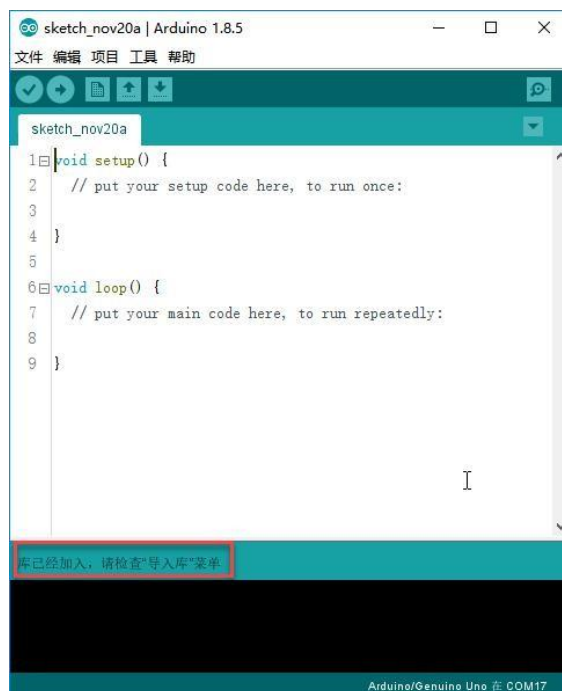 sketch_nov20a | Arduino 1.8.5
文件 编辑 项目 工具 帮助
sketch_nov20a
1 void setup() {
2 // put your setup code here, to run once:
3
4 }
5
6 void loop() {
7 // put your main code here, to run repeatedly:
8
9 }
库已经加入，请检查“导入库”菜单
Arduino/Genuino Uno 在 COM17